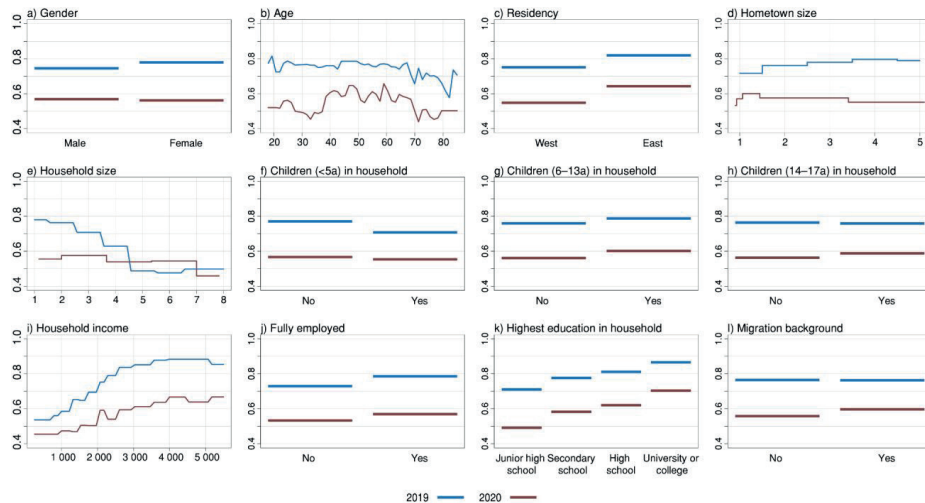 a) Gender
b) Age
c) Residency
d) Hometown size
1.0
0.8
0.6
0.4
Male
Female
1.0
0.8
0.6
0.4
20 30 40 50 60 70 80
1.0
0.8
0.6
0.4
West
East
1.0
0.8
0.6
0.4
1 2 3 4 5
e) Household size
f) Children (<5a) in household
g) Children (6–13a) in household
h) Children (14–17a) in household
1.0
0.8
0.6
0.4
1 2 3 4 5 6 7 8
1.0
0.8
0.6
0.4
No
Yes
1.0
0.8
0.6
0.4
No
Yes
1.0
0.8
0.6
0.4
No
Yes
i) Household income
j) Fully employed
k) Highest education in household
l) Migration background
1.0
0.8
0.6
0.4
1 000 2 000 3 000 4 000 5 000
1.0
0.8
0.6
0.4
No
Yes
1.0
0.8
0.6
0.4
Junior high
school
Secondary
school
High
school
University or
college
1.0
0.8
0.6
0.4
No
Yes
2019
2020